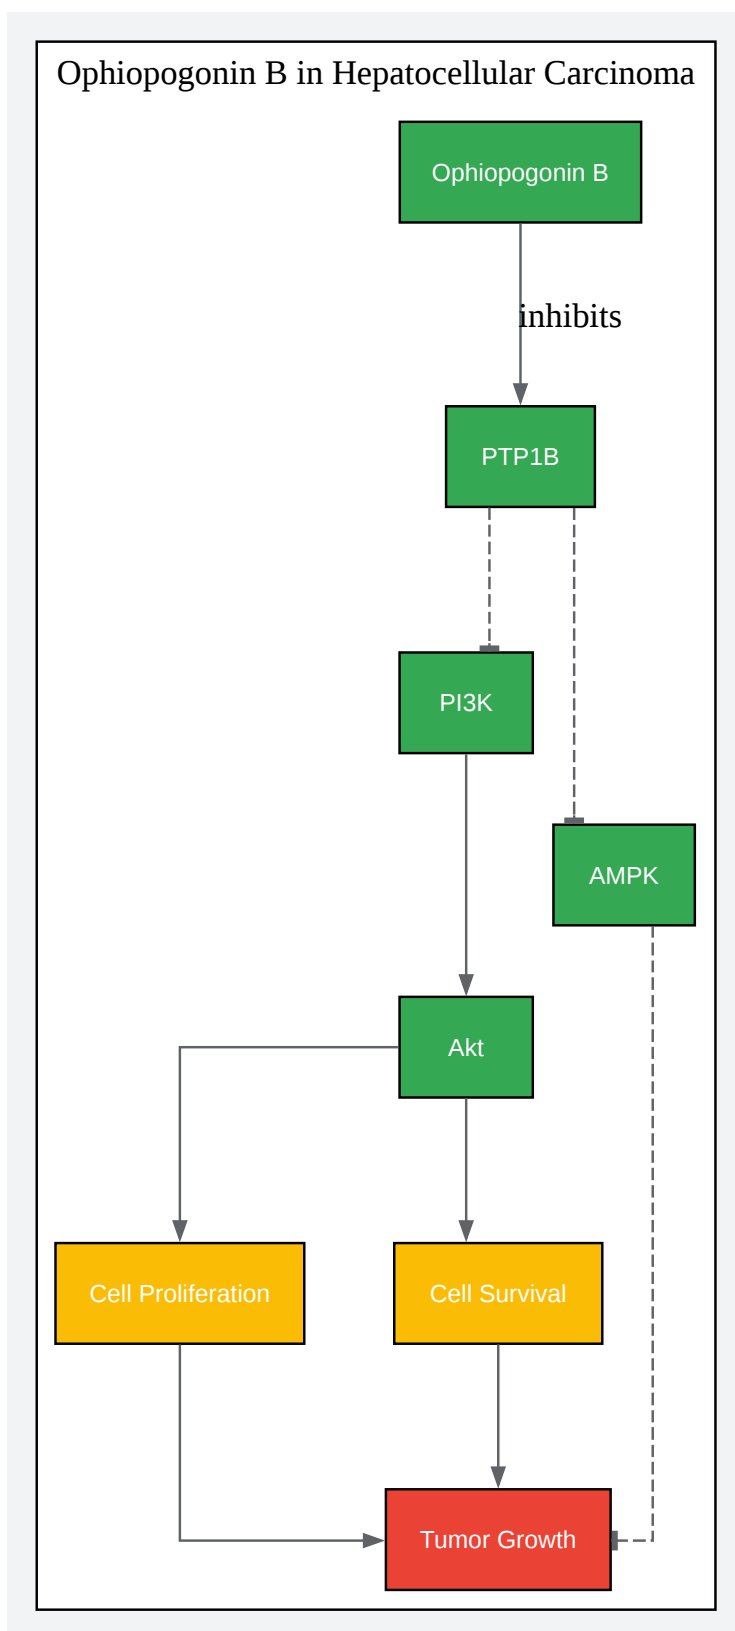 Ophiopogonin B in Hepatocellular Carcinoma
Ophiopogonin B
inhibits
PTP1B
PI3K
AMPK
Akt
Cell Proliferation
Cell Survival
Tumor Growth